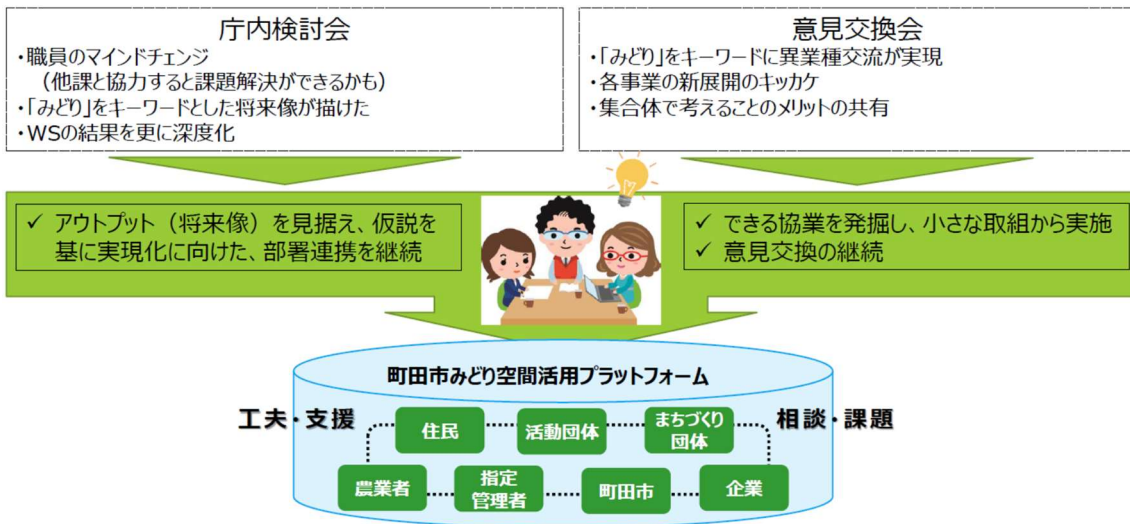 庁内検討会
・職員のマインドチェンジ
（他課と協力すると課題解決ができるかも）
・「みどり」をキーワードとした将来像が描けた
・WSの結果を更に深度化
意見交換会
・「みどり」をキーワードに異業種交流が実現
・各事業の新展開のキッカケ
・集合体で考えることのメリットの共有
✓ アウトプット（将来像）を見据え、仮説を
基に実現化に向けた、部署連携を継続
✓ できる協業を発掘し、小さな取組から実施
✓ 意見交換の継続
町田市みどり空間活用プラットフォーム
工夫・支援
相談・課題
住民
活動団体
まちづくり
団体
農業者
指定
管理者
町田市
企業